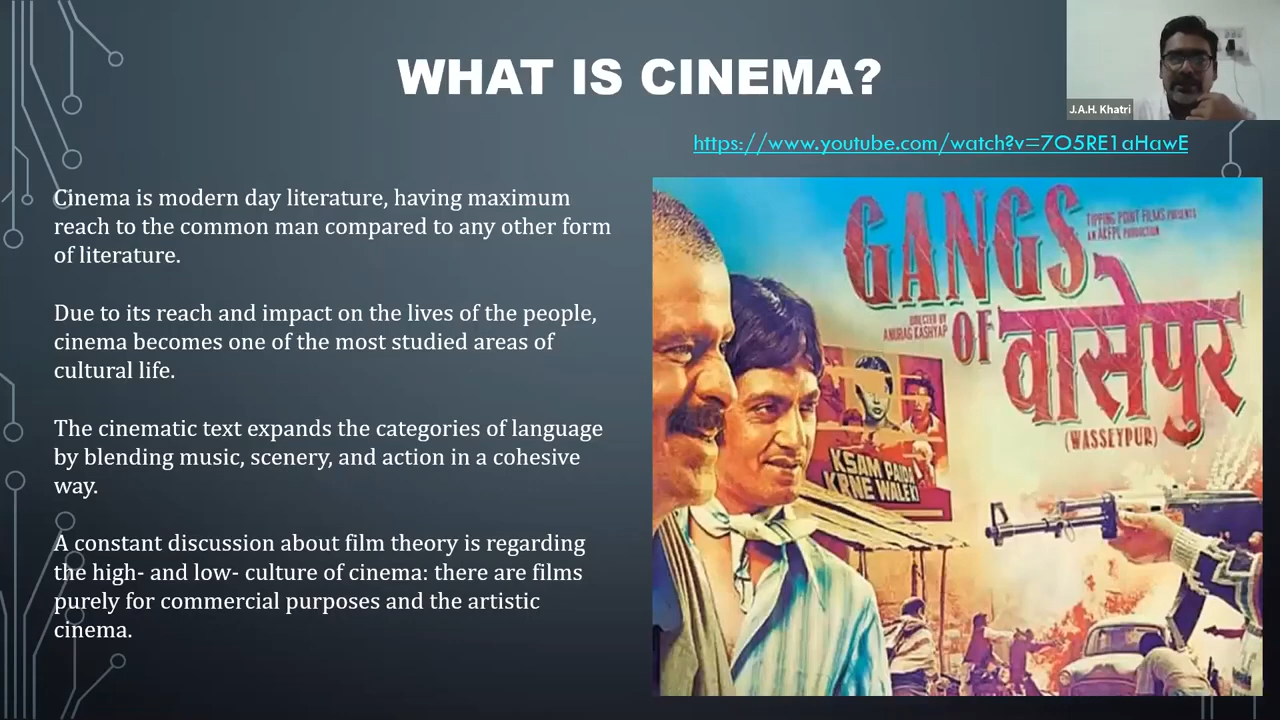 WHAT IS CINEMA?
J.A.H. Khatri
https://www.youtube.com/watch?v=7O5RE1aHawE
Cinema is modern day literature, having maximum
reach to the common man compared to any other form
of literature.
Due to its reach and impact on the lives of the people,
cinema becomes one of the most studied areas of
cultural life.
The cinematic text expands the categories of language
by blending music, scenery, and action in a cohesive
way.
A constant discussion about film theory is regarding
the high- and low- culture of cinema: there are films
purely for commercial purposes and the artistic
cinema.
GANGS
TIPPING POINT FILMS PRESENTS
AN AKFPL PRODUCTION
DIRECTED BY
ANURAG KASHYAP
OF वासेपुर
(WASSEYPUR)
KSAM PAIDA
KRNE WALE KI